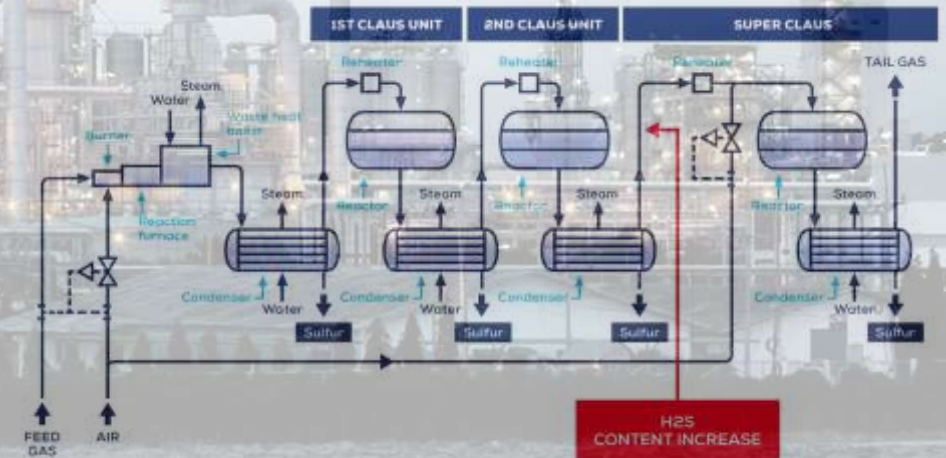 1ST CLAUS UNIT
2ND CLAUS UNIT
SUPER CLAUS
Reheater
Reheater
Reheater
TAIL GAS
Steam
Water
Waste heat
boiler
Burner
Reaction
furnace
Reactor
Steam
Reactor
Steam
Steam
Reactor
Steam
Condenser
Water
Condenser
Water
Condenser
Condenser
Water
Sulfur
Sulfur
Sulfur
Sulfur
FEED
GAS
AIR
H2S
CONTENT INCREASE